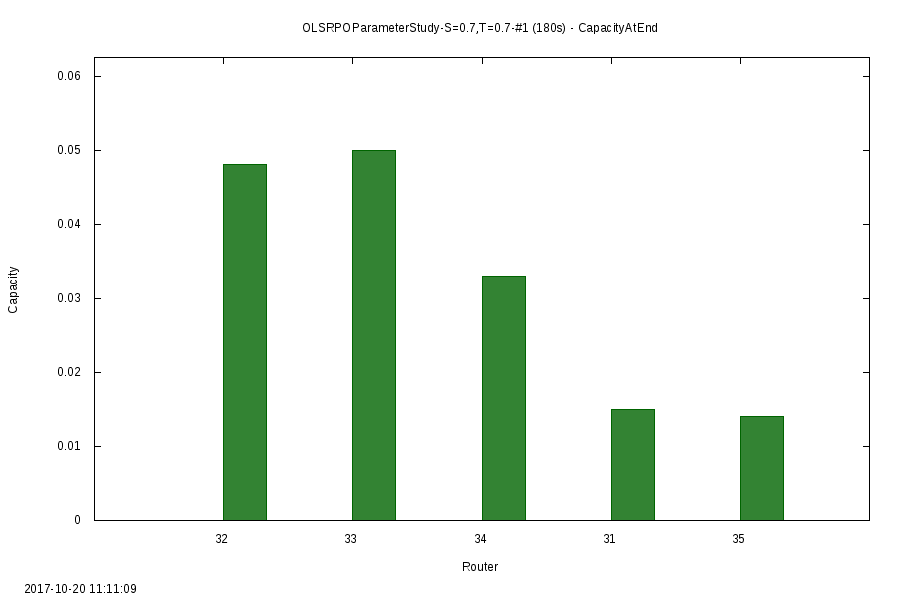 OLSRPOParameterStudy-S=0.7,T=0.7-#1 (180s) - CapacityAtEnd
0.06
0.05
0.04
0.03
0.02
0.01
0
Capacity
32 33 34 31 35
Router
2017-10-20 11:11:09